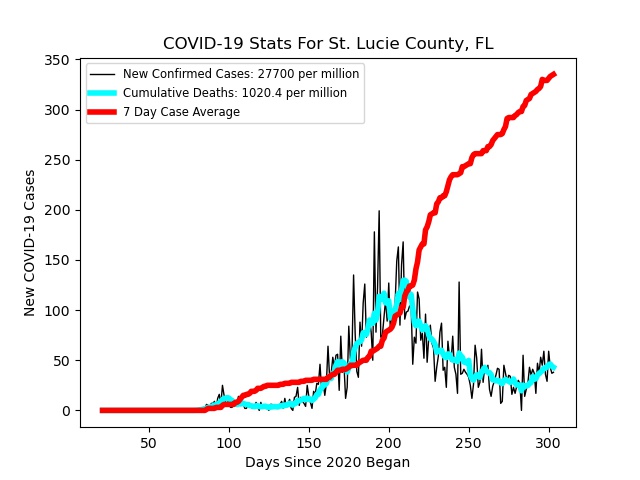 COVID-19 Stats For St. Lucie County, FL
New Confirmed Cases: 27700 per million
Cumulative Deaths: 1020.4 per million
7 Day Case Average
New COVID-19 Cases
350
300
250
200
150
100
50
0
50 100 150 200 250 300
Days Since 2020 Began